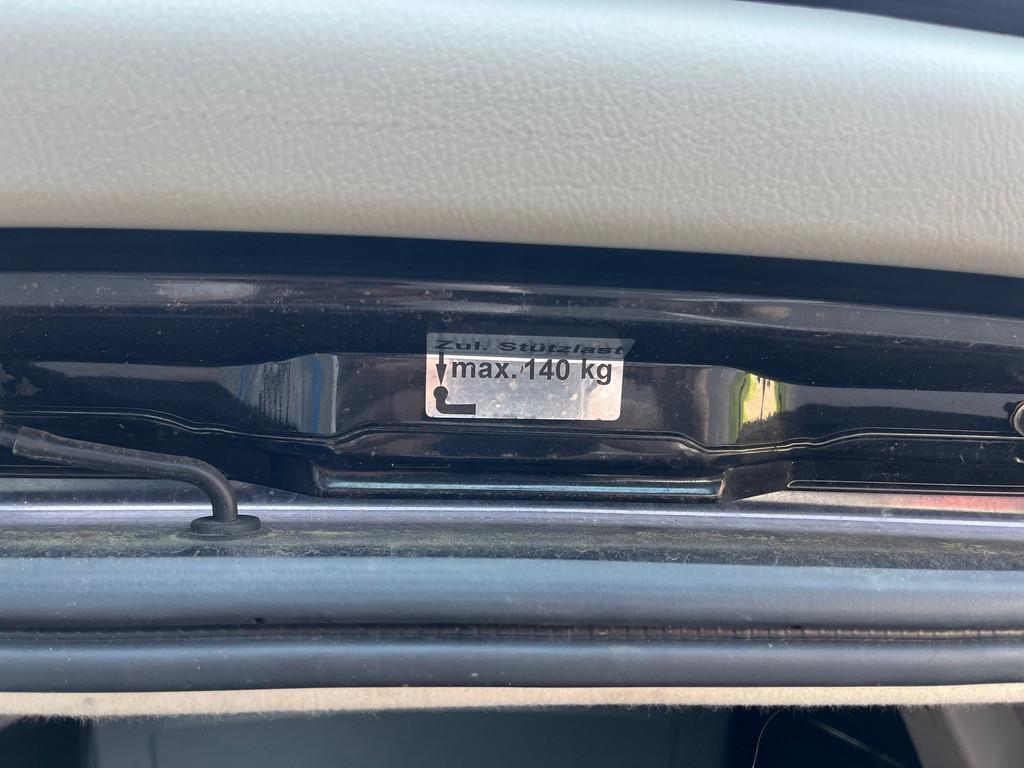 Zul. Stützlast
max. 140 kg